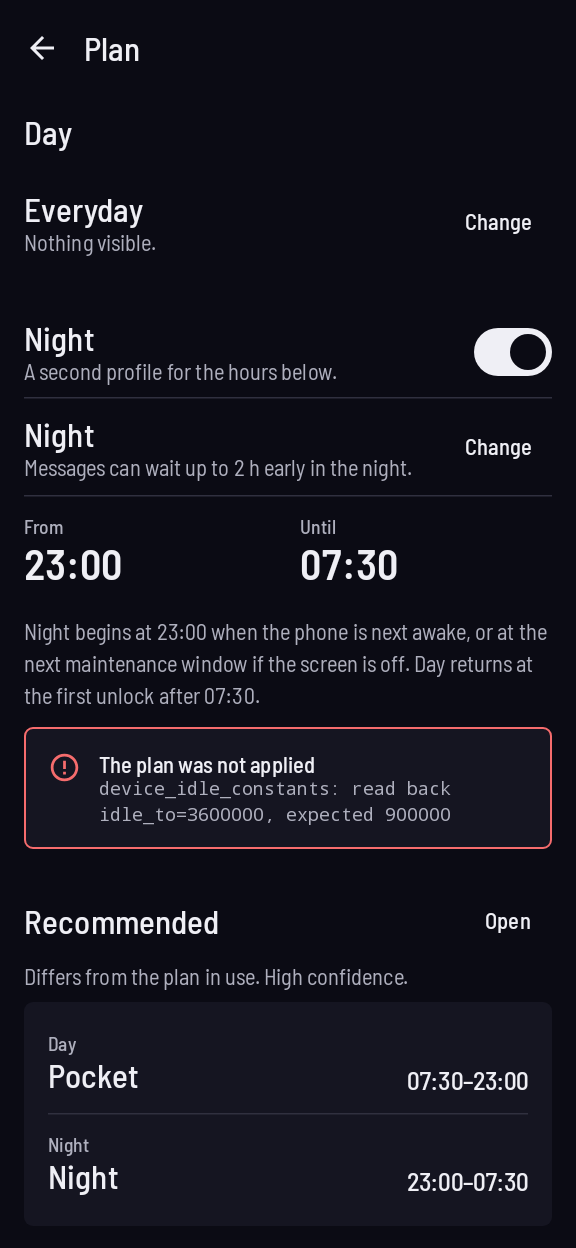 Plan
Day
Everyday
Nothing visible.
Change
Night
A second profile for the hours below.
Night
Messages can wait up to 2 h early in the night.
Change
From
23:00
Until
07:30
Night begins at 23:00 when the phone is next awake, or at the
next maintenance window if the screen is off. Day returns at
the first unlock after 07:30.
The plan was not applied
device_idle_constants: read back
idle_to=3600000, expected 900000
Recommended
Open
Differs from the plan in use. High confidence.
Day
Pocket
07:30–23:00
Night
Night
23:00–07:30